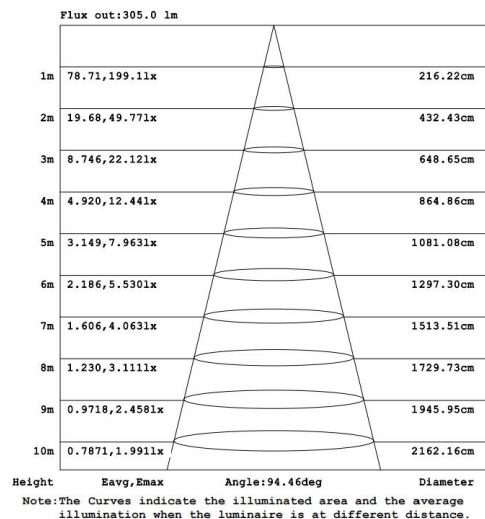 Flux out:305.0 lm
1m 78.71,199.1lx 216.22cm
2m 19.68,49.77lx 432.43cm
3m 8.746,22.12lx 648.65cm
4m 4.920,12.44lx 864.86cm
5m 3.149,7.963lx 1081.08cm
6m 2.186,5.530lx 1297.30cm
7m 1.606,4.063lx 1513.51cm
8m 1.230,3.111lx 1729.73cm
9m 0.9718,2.458lx 1945.95cm
10m 0.7871,1.991lx 2162.16cm
Height Eavg,Emax Angle:94.46deg Diameter
Note:The Curves indicate the illuminated area and the average
illumination when the luminaire is at different distance.